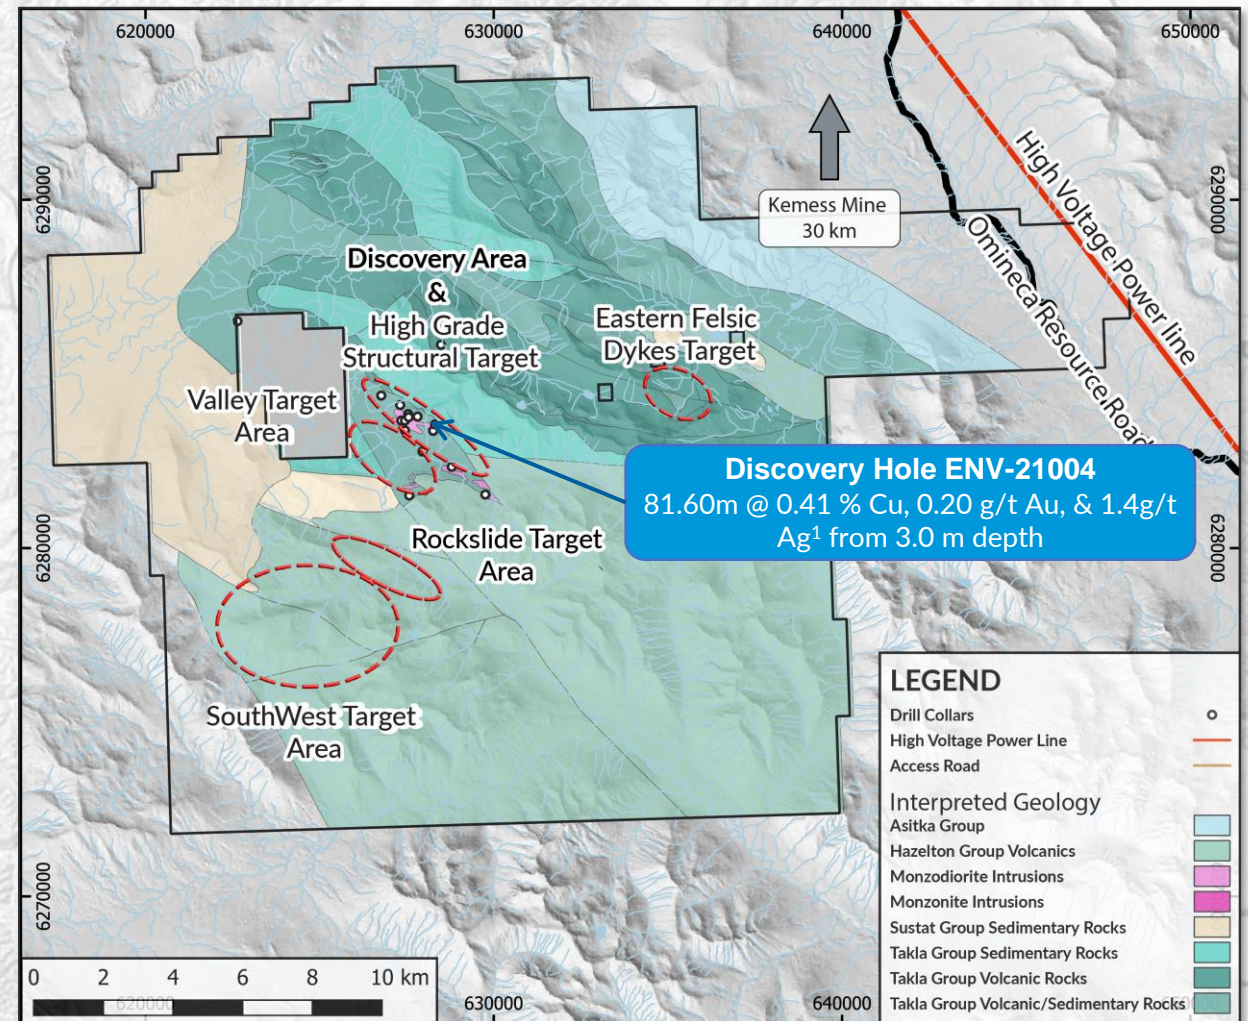 620000
630000
640000
650000
6290000
6290000
High Voltage Power line
Kemess Mine
30 km
Omineca Resource Road
Discovery Area
&
High Grade
Structural Target
Eastern Felsic
Dykes Target
Valley Target
Area
Discovery Hole ENV-21004
81.60m @ 0.41 % Cu, 0.20 g/t Au, & 1.4g/t
Ag¹ from 3.0 m depth
Rockslide Target
Area
6280000
6280000
SouthWest Target
Area
LEGEND
Drill Collars
High Voltage Power Line
Access Road
Interpreted Geology
Asitka Group
Hazelton Group Volcanics
Monzodiorite Intrusions
Monzonite Intrusions
Sustat Group Sedimentary Rocks
Takla Group Sedimentary Rocks
Takla Group Volcanic Rocks
Takla Group Volcanic/Sedimentary Rocks
6270000
0 2 4 6 8 10 km
620000
630000
640000